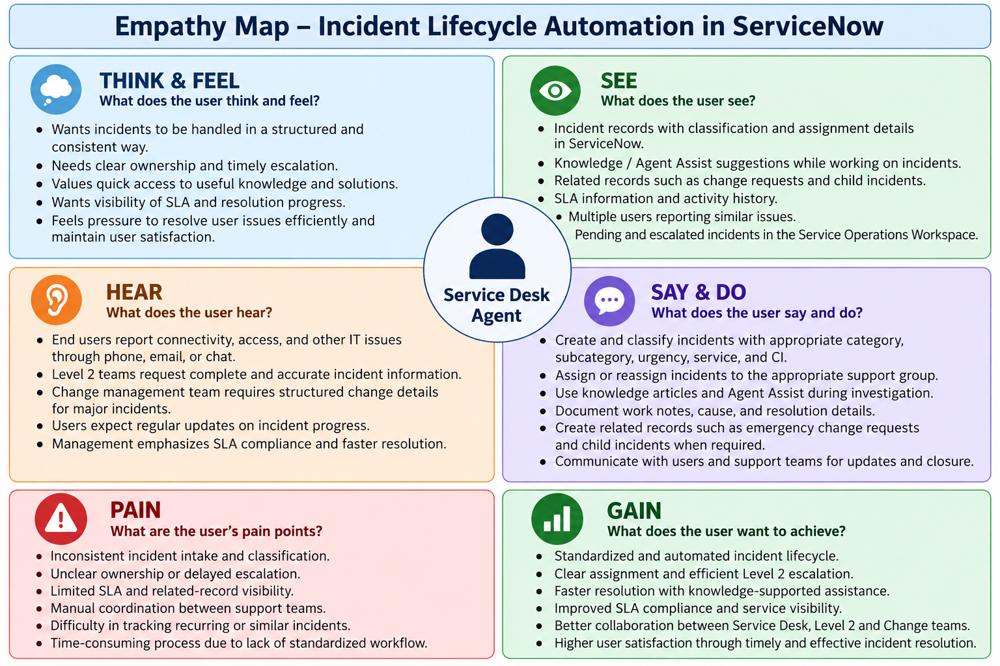 Empathy Map – Incident Lifecycle Automation in ServiceNow
THINK & FEEL
What does the user think and feel?
• Wants incidents to be handled in a structured and
consistent way.
• Needs clear ownership and timely escalation.
• Values quick access to useful knowledge and solutions.
• Wants visibility of SLA and resolution progress.
• Feels pressure to resolve user issues efficiently and
maintain user satisfaction.
SEE
What does the user see?
• Incident records with classification and assignment details
in ServiceNow.
• Knowledge / Agent Assist suggestions while working on incidents.
• Related records such as change requests and child incidents.
• SLA information and activity history.
• Multiple users reporting similar issues.
Pending and escalated incidents in the Service Operations Workspace.
Service Desk
Agent
HEAR
What does the user hear?
• End users report connectivity, access, and other IT issues
through phone, email, or chat.
• Level 2 teams request complete and accurate incident information.
• Change management team requires structured change details
for major incidents.
• Users expect regular updates on incident progress.
• Management emphasizes SLA compliance and faster resolution.
SAY & DO
What does the user say and do?
• Create and classify incidents with appropriate category,
subcategory, urgency, service, and CI.
• Assign or reassign incidents to the appropriate support group.
• Use knowledge articles and Agent Assist during investigation.
• Document work notes, cause, and resolution details.
• Create related records such as emergency change requests
and child incidents when required.
• Communicate with users and support teams for updates and closure.
PAIN
What are the user’s pain points?
• Inconsistent incident intake and classification.
• Unclear ownership or delayed escalation.
• Limited SLA and related-record visibility.
• Manual coordination between support teams.
• Difficulty in tracking recurring or similar incidents.
• Time-consuming process due to lack of standardized workflow.
GAIN
What does the user want to achieve?
• Standardized and automated incident lifecycle.
• Clear assignment and efficient Level 2 escalation.
• Faster resolution with knowledge-supported assistance.
• Improved SLA compliance and service visibility.
• Better collaboration between Service Desk, Level 2 and Change teams.
• Higher user satisfaction through timely and effective incident resolution.